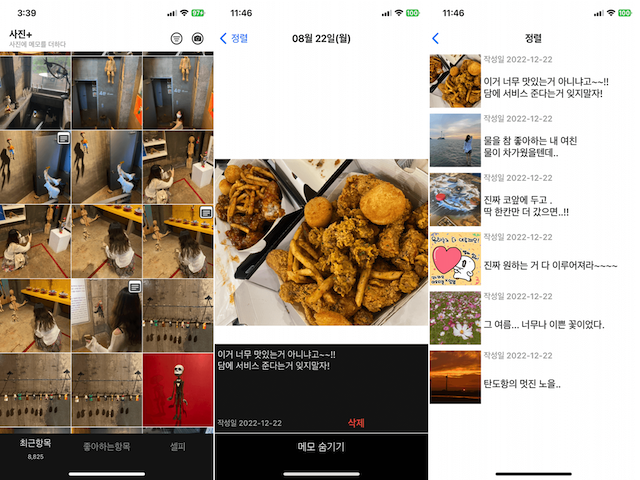 3:39
97+
사진+
사진에 메모를 더하다
최근항목
8,825
좋아하는항목
셀피
11:46
100
정렬
08월 22일(월)
이거 너무 맛있는거 아니냐고~~!!
담에 서비스 준다는거 잊지말자!
작성일 2022-12-22
삭제
메모 숨기기
11:46
100
정렬
작성일 2022-12-22
이거 너무 맛있는거 아니냐고~~!!
담에 서비스 준다는거 잊지말자!
작성일 2022-12-22
물을 참 좋아하는 내 여친
물이 차가웠을텐데..
작성일 2022-12-22
진짜 코앞에 두고 .
딱 한칸만 더 갔으면..!!
작성일 2022-12-22
진짜 원하는 거 다 이루어져라~~~~
작성일 2022-12-22
그 여름... 너무나 이쁜 꽃이었다.
작성일 2022-12-22
탄도항의 멋진 노을..